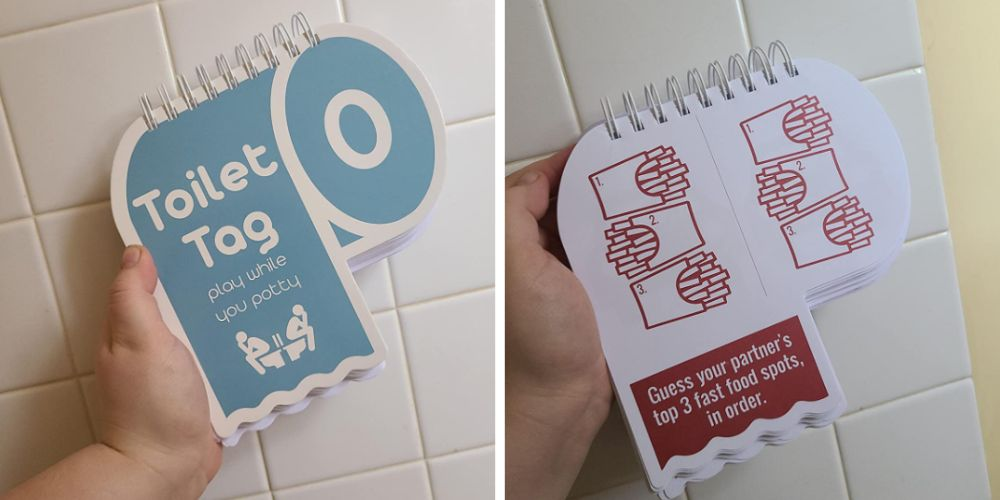 Toilet
Tag
play while
you potty
1.
2.
3.
1.
2.
3.
Guess your partner's
top 3 fast food spots,
in order.